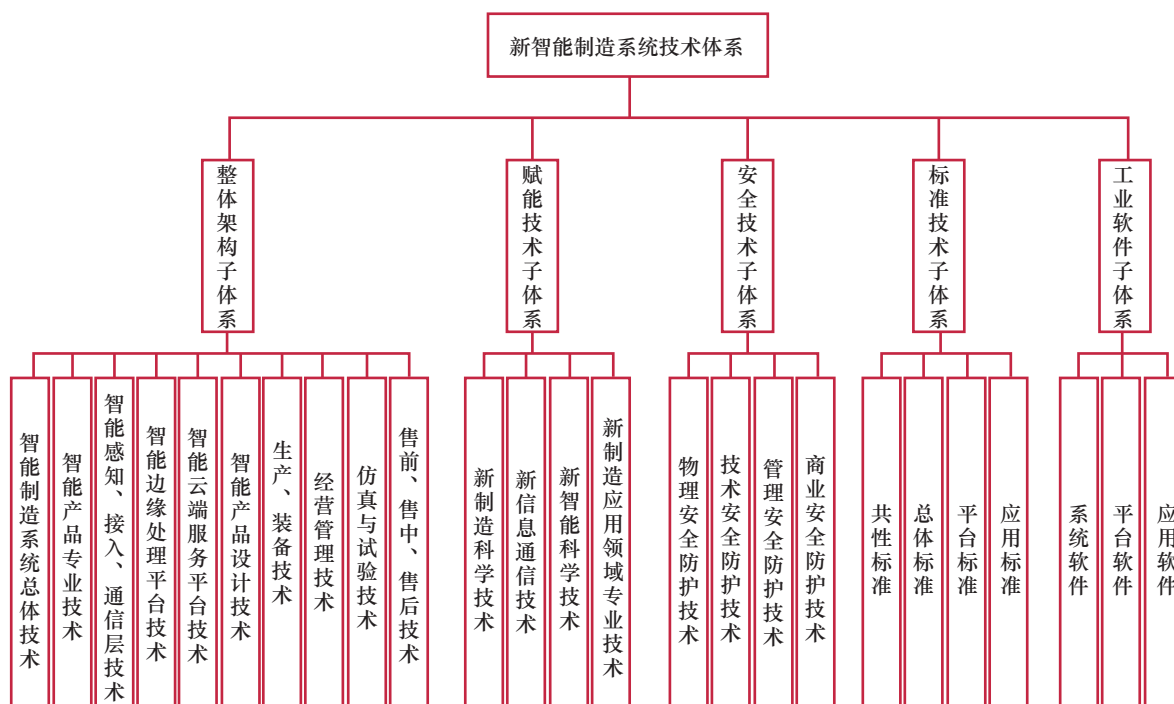 新智能制造系统技术体系
整体架构子体系
赋能技术子体系
安全技术子体系
标准技术子体系
工业软件子体系
智能制造系统总体技术
智能产品专业技术
智能感知、接入、通信层技术
智能边缘处理平台技术
智能云端服务平台技术
智能产品设计技术
生产、装备技术
经营管理技术
仿真与试验技术
售前、售中、售后技术
新制造科学技术
新信息通信技术
新智能科学技术
新制造应用领域专业技术
物理安全防护技术
技术安全防护技术
管理安全防护技术
商业安全防护技术
共性标准
总体标准
平台标准
应用标准
系统软件
平台软件
应用软件